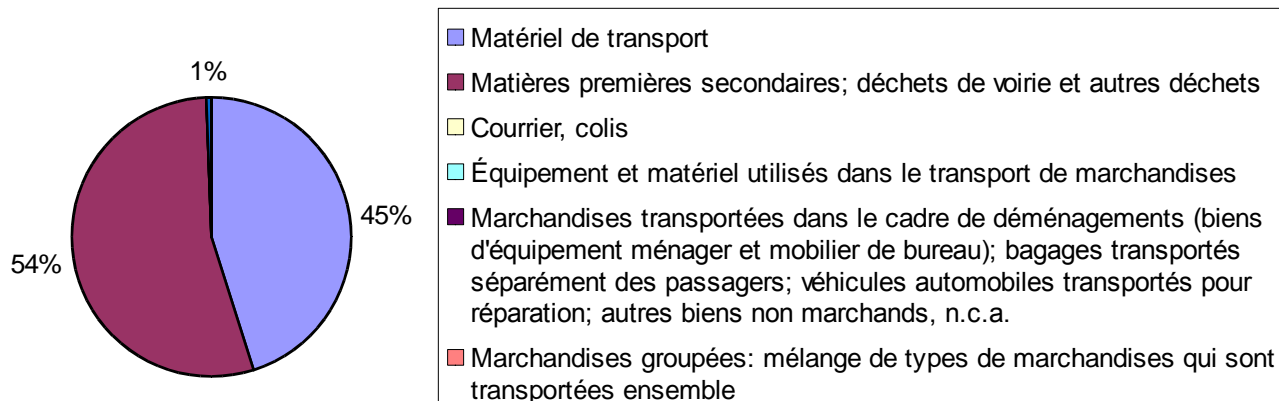 1%
45%
54%
Matériel de transport
Matières premières secondaires; déchets de voirie et autres déchets
Courrier, colis
Équipement et matériel utilisés dans le transport de marchandises
Marchandises transportées dans le cadre de déménagements (biens
d'équipement ménager et mobilier de bureau); bagages transportés
séparément des passagers; véhicules automobiles transportés pour
réparation; autres biens non marchands, n.c.a.
Marchandises groupées: mélange de types de marchandises qui sont
transportées ensemble